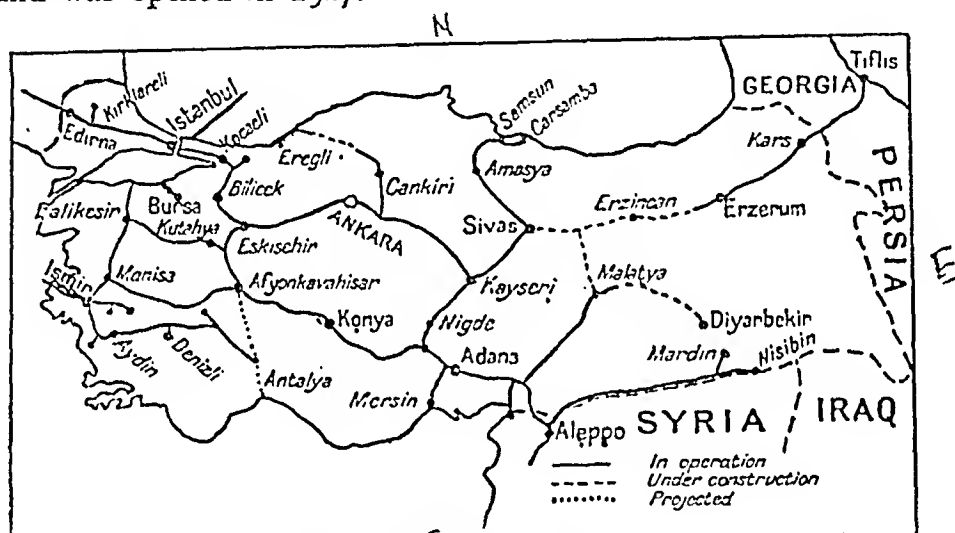 N
Tiflis
GEORGIA
Kirklareli
Istanbul
Samsun
Carsamba
Edirna
Kocaeli
Kars
Eregli
Amasya
PERSIA
Bilicek
Cankiri
Erzincan
Balikesir
Bursa
ANKARA
Sivas
Erzerum
Kutahya
Eskischir
E
Ismir
Manisa
Afyonkavahisar
Kayseri
Malatya
Konya
Nigde
Diyarbekir
Aydin
Denizli
Adana
Mardin
Nisibin
Antalya
Mersin
Aleppo
SYRIA
IRAQ
In operation
Under construction
Projected